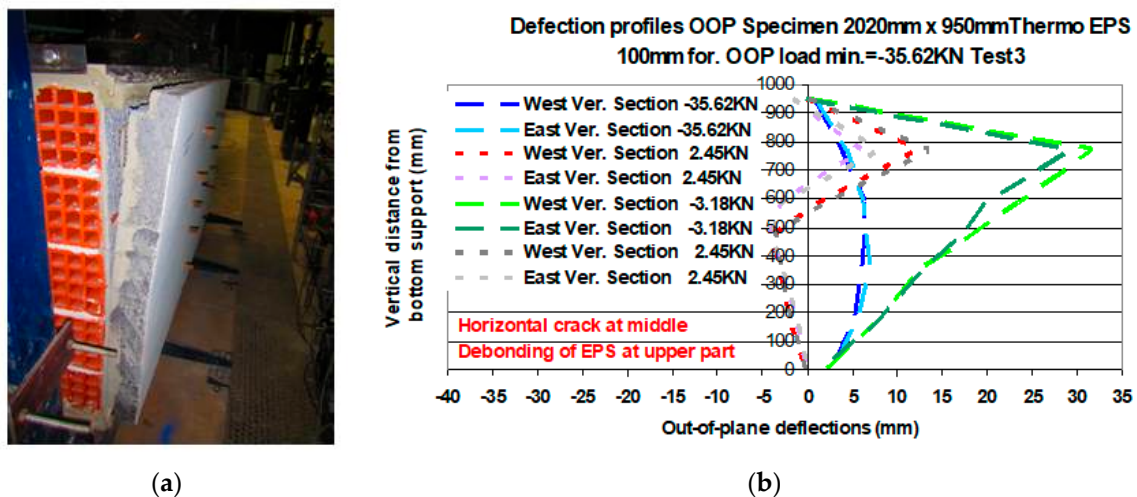 Defection profiles OOP Specimen 2020mm x 950mmThermo EPS
100mm for. OOP load min.=-35.62KN Test3
Vertical distance from
bottom support (mm)
1000
900
800
700
600
500
400
300
200
100
0
West Ver. Section -35.62KN
East Ver. Section -35.62KN
West Ver. Section 2.45KN
East Ver. Section 2.45KN
West Ver. Section -3.18KN
East Ver. Section -3.18KN
West Ver. Section 2.45KN
East Ver. Section 2.45KN
Horizontal crack at middle
Debonding of EPS at upper part
-40 -35 -30 -25 -20 -15 -10 -5 0 5 10 15 20 25 30 35
Out-of-plane deflections (mm)
(a) (b)